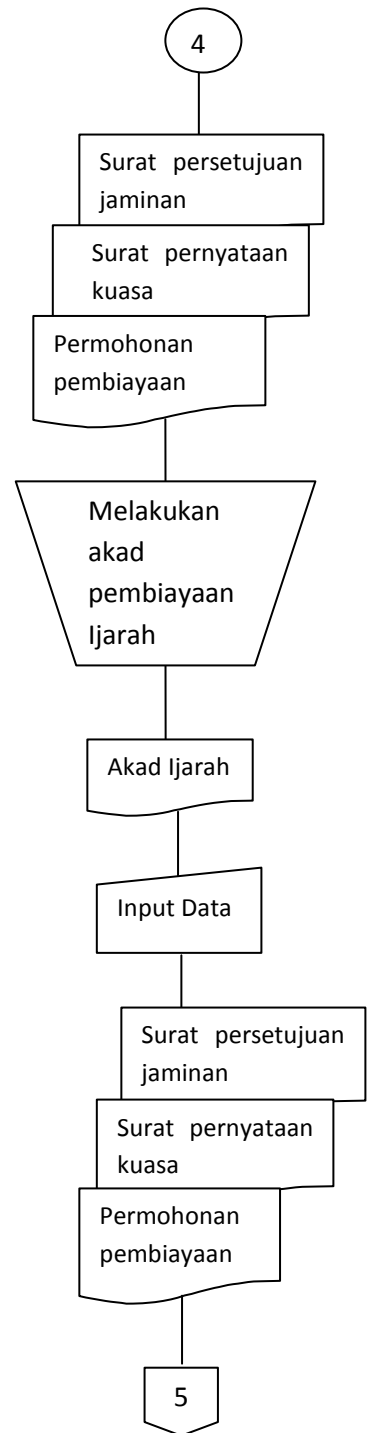 4
Surat persetujuan
jaminan
Surat pernyataan
kuasa
Permohonan
pembiayaan
Melakukan
akad
pembiayaan
Ijarah
Akad Ijarah
Input Data
Surat persetujuan
jaminan
Surat pernyataan
kuasa
Permohonan
pembiayaan
5